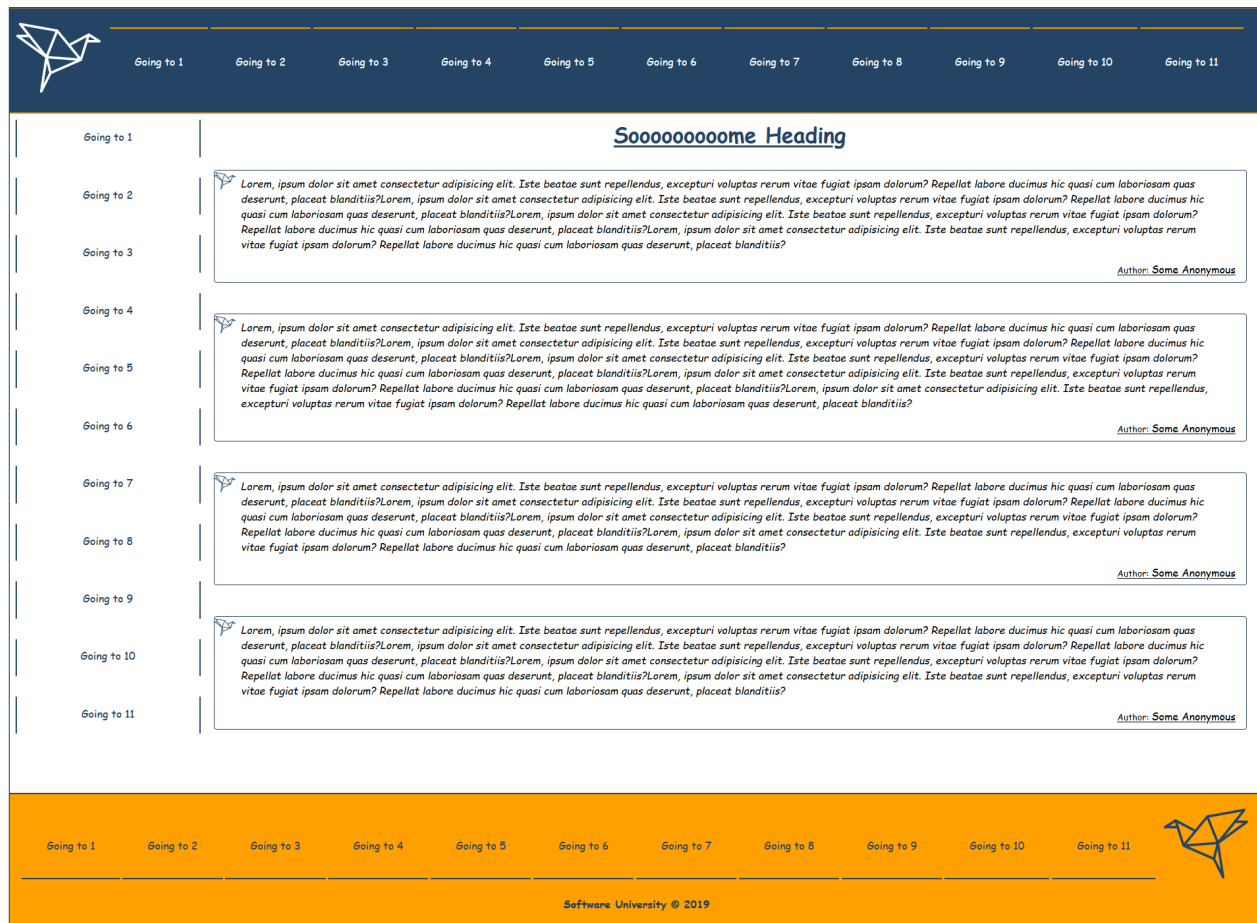 Going to 1 Going to 2 Going to 3 Going to 4 Going to 5 Going to 6 Going to 7 Going to 8 Going to 9 Going to 10 Going to 11
Going to 1
Going to 2
Going to 3
Going to 4
Going to 5
Going to 6
Going to 7
Going to 8
Going to 9
Going to 10
Going to 11
Sooooooooome Heading
Lorem, ipsum dolor sit amet consectetur adipisicing elit. Iste beatae sunt repellendus, excepturi voluptas rerum vitae fugiat ipsam dolorum? Repellat labore ducimus hic quasi cum laboriosam quas
deserunt, placeat blanditiis?Lorem, ipsum dolor sit amet consectetur adipisicing elit. Iste beatae sunt repellendus, excepturi voluptas rerum vitae fugiat ipsam dolorum? Repellat labore ducimus hic
quasi cum laboriosam quas deserunt, placeat blanditiis?Lorem, ipsum dolor sit amet consectetur adipisicing elit. Iste beatae sunt repellendus, excepturi voluptas rerum vitae fugiat ipsam dolorum?
Repellat labore ducimus hic quasi cum laboriosam quas deserunt, placeat blanditiis?Lorem, ipsum dolor sit amet consectetur adipisicing elit. Iste beatae sunt repellendus, excepturi voluptas rerum
vitae fugiat ipsam dolorum? Repellat labore ducimus hic quasi cum laboriosam quas deserunt, placeat blanditiis?
Author: Some Anonymous
Lorem, ipsum dolor sit amet consectetur adipisicing elit. Iste beatae sunt repellendus, excepturi voluptas rerum vitae fugiat ipsam dolorum? Repellat labore ducimus hic quasi cum laboriosam quas
deserunt, placeat blanditiis?Lorem, ipsum dolor sit amet consectetur adipisicing elit. Iste beatae sunt repellendus, excepturi voluptas rerum vitae fugiat ipsam dolorum? Repellat labore ducimus hic
quasi cum laboriosam quas deserunt, placeat blanditiis?Lorem, ipsum dolor sit amet consectetur adipisicing elit. Iste beatae sunt repellendus, excepturi voluptas rerum vitae fugiat ipsam dolorum?
Repellat labore ducimus hic quasi cum laboriosam quas deserunt, placeat blanditiis?Lorem, ipsum dolor sit amet consectetur adipisicing elit. Iste beatae sunt repellendus, excepturi voluptas rerum
vitae fugiat ipsam dolorum? Repellat labore ducimus hic quasi cum laboriosam quas deserunt, placeat blanditiis?Lorem, ipsum dolor sit amet consectetur adipisicing elit. Iste beatae sunt repellendus,
excepturi voluptas rerum vitae fugiat ipsam dolorum? Repellat labore ducimus hic quasi cum laboriosam quas deserunt, placeat blanditiis?
Author: Some Anonymous
Lorem, ipsum dolor sit amet consectetur adipisicing elit. Iste beatae sunt repellendus, excepturi voluptas rerum vitae fugiat ipsam dolorum? Repellat labore ducimus hic quasi cum laboriosam quas
deserunt, placeat blanditiis?Lorem, ipsum dolor sit amet consectetur adipisicing elit. Iste beatae sunt repellendus, excepturi voluptas rerum vitae fugiat ipsam dolorum? Repellat labore ducimus hic
quasi cum laboriosam quas deserunt, placeat blanditiis?Lorem, ipsum dolor sit amet consectetur adipisicing elit. Iste beatae sunt repellendus, excepturi voluptas rerum vitae fugiat ipsam dolorum?
Repellat labore ducimus hic quasi cum laboriosam quas deserunt, placeat blanditiis?Lorem, ipsum dolor sit amet consectetur adipisicing elit. Iste beatae sunt repellendus, excepturi voluptas rerum
vitae fugiat ipsam dolorum? Repellat labore ducimus hic quasi cum laboriosam quas deserunt, placeat blanditiis?
Author: Some Anonymous
Lorem, ipsum dolor sit amet consectetur adipisicing elit. Iste beatae sunt repellendus, excepturi voluptas rerum vitae fugiat ipsam dolorum? Repellat labore ducimus hic quasi cum laboriosam quas
deserunt, placeat blanditiis?Lorem, ipsum dolor sit amet consectetur adipisicing elit. Iste beatae sunt repellendus, excepturi voluptas rerum vitae fugiat ipsam dolorum? Repellat labore ducimus hic
quasi cum laboriosam quas deserunt, placeat blanditiis?Lorem, ipsum dolor sit amet consectetur adipisicing elit. Iste beatae sunt repellendus, excepturi voluptas rerum vitae fugiat ipsam dolorum?
Repellat labore ducimus hic quasi cum laboriosam quas deserunt, placeat blanditiis?Lorem, ipsum dolor sit amet consectetur adipisicing elit. Iste beatae sunt repellendus, excepturi voluptas rerum
vitae fugiat ipsam dolorum? Repellat labore ducimus hic quasi cum laboriosam quas deserunt, placeat blanditiis?
Author: Some Anonymous
Going to 1 Going to 2 Going to 3 Going to 4 Going to 5 Going to 6 Going to 7 Going to 8 Going to 9 Going to 10 Going to 11
Software University © 2019